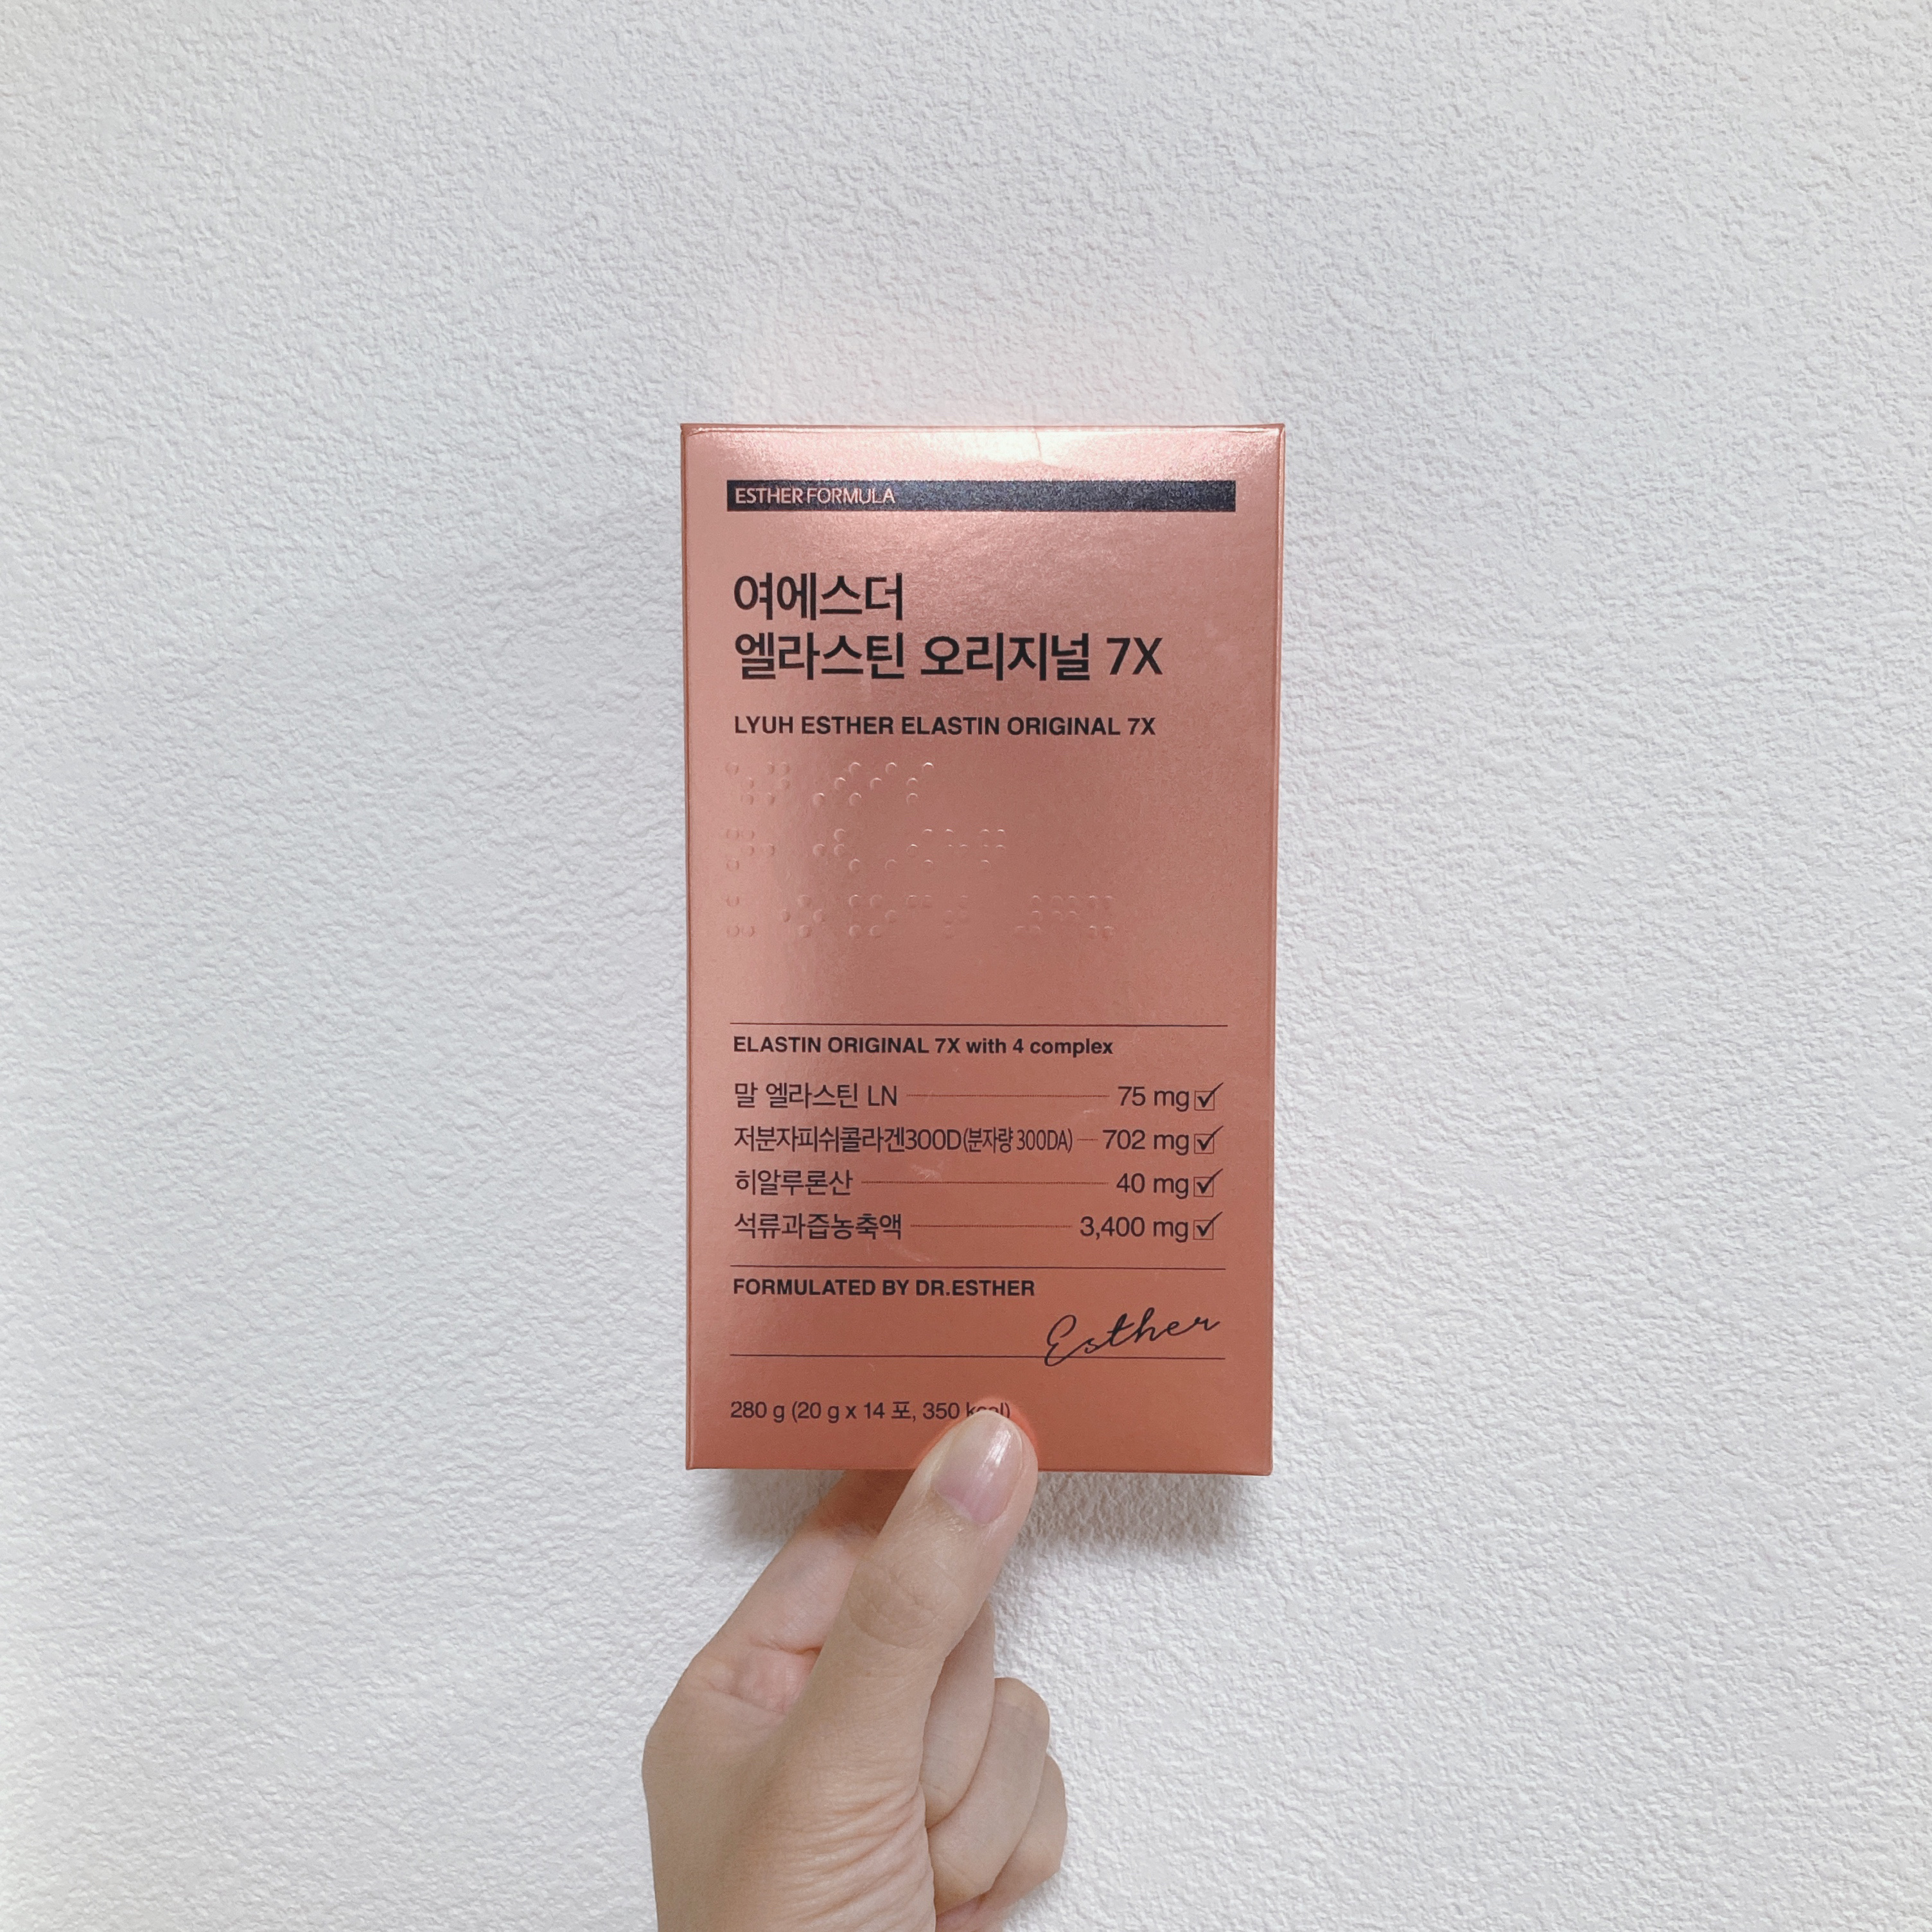 ESTHER FORMULA
여에스더
엘라스틴 오리지널 7X
LYUH ESTHER ELASTIN ORIGINAL 7X
ELASTIN ORIGINAL 7X with 4 complex
말 엘라스틴 LN 75 mg
저분자피쉬콜라겐300D(분자량 300DA) 702 mg
히알루론산 40 mg
석류과즙농축액 3,400 mg
FORMULATED BY DR.ESTHER
Esther
280 g (20 g x 14 포, 350 kcal)